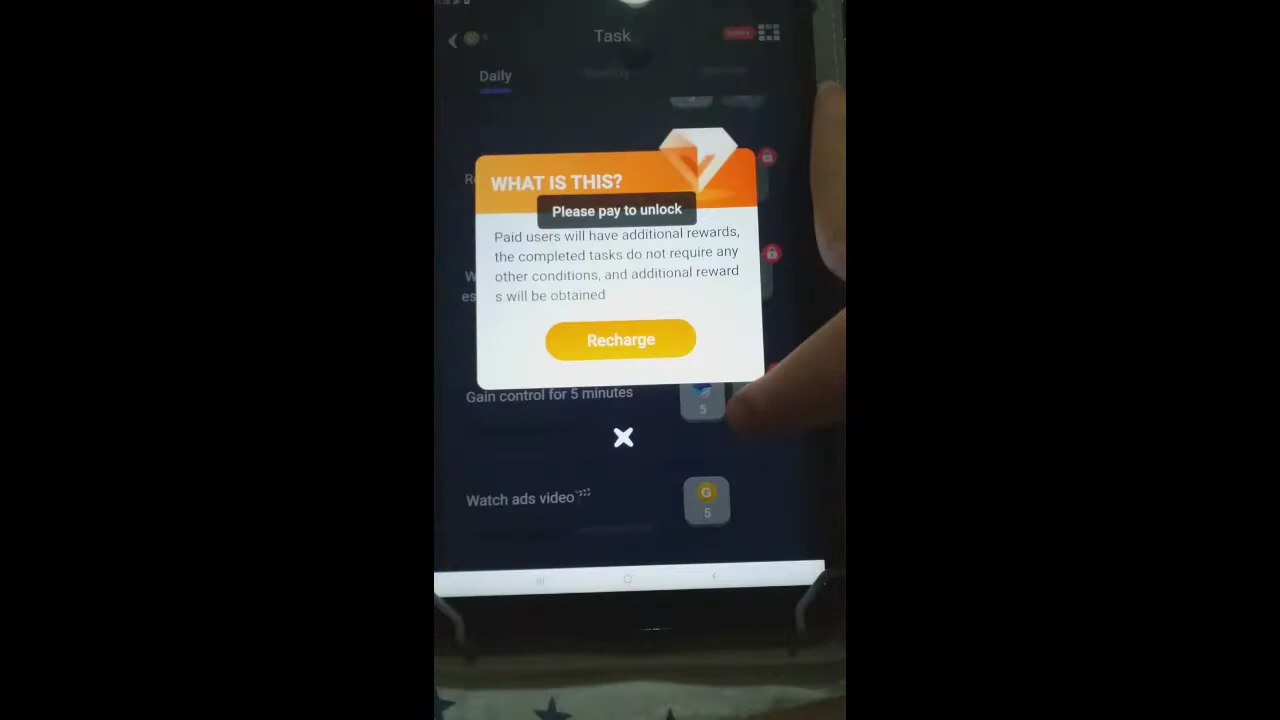 Task
Daily
WHAT IS THIS?
Please pay to unlock
Paid users will have additional rewards,
the completed tasks do not require any
other conditions, and additional reward
s will be obtained
Recharge
Gain control for 5 minutes
5
Watch ads video
G
5